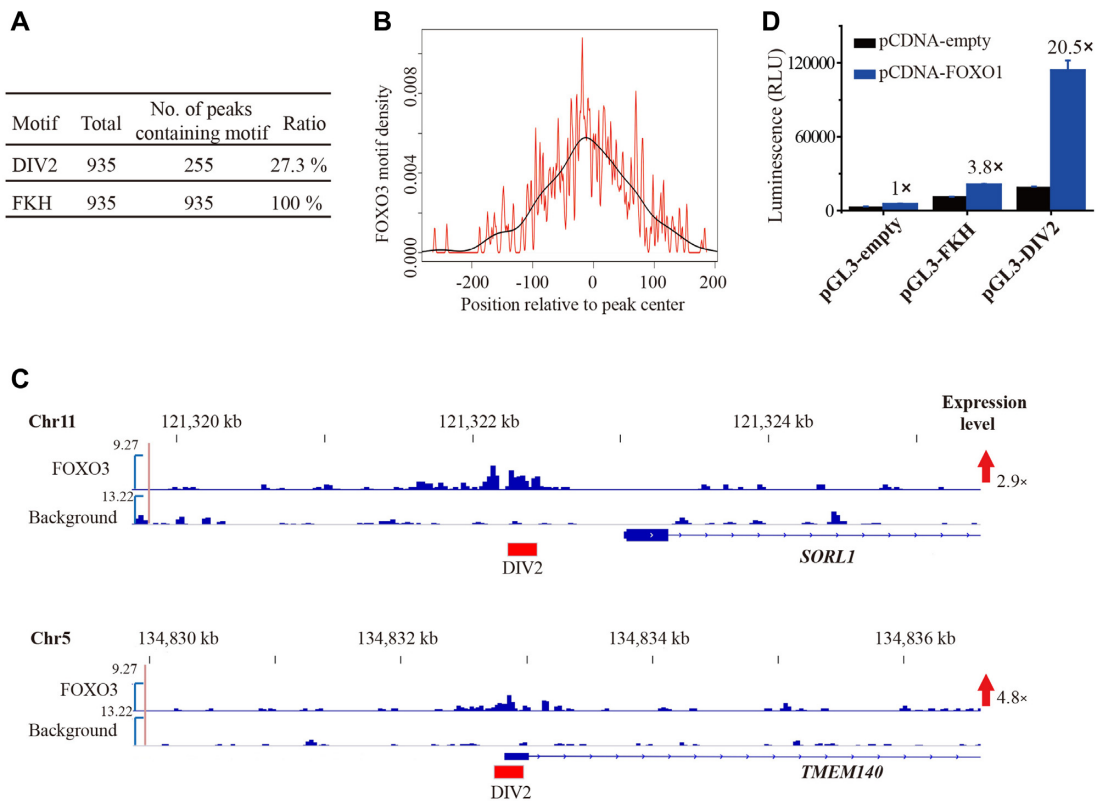 A
Motif Total No. of peaks containing motif Ratio
DIV2 935 255 27.3 %
FKH 935 935 100 %
B
FOXO3 motif density
0.008
0.004
0.000
-200 -100 0 100 200
Position relative to peak center
D
pCDNA-empty
pCDNA-FOXO1
Luminescence (RLU)
120000
60000
0
1×
3.8×
20.5×
pGL3-empty
pGL3-FKH
pGL3-DIV2
C
Chr11
121,320 kb 121,322 kb 121,324 kb
Expression level
9.27
FOXO3
2.9×
13.22
Background
SORL1
DIV2
Chr5
134,830 kb 134,832 kb 134,834 kb 134,836 kb
9.27
FOXO3
4.8×
13.22
Background
TMEM140
DIV2